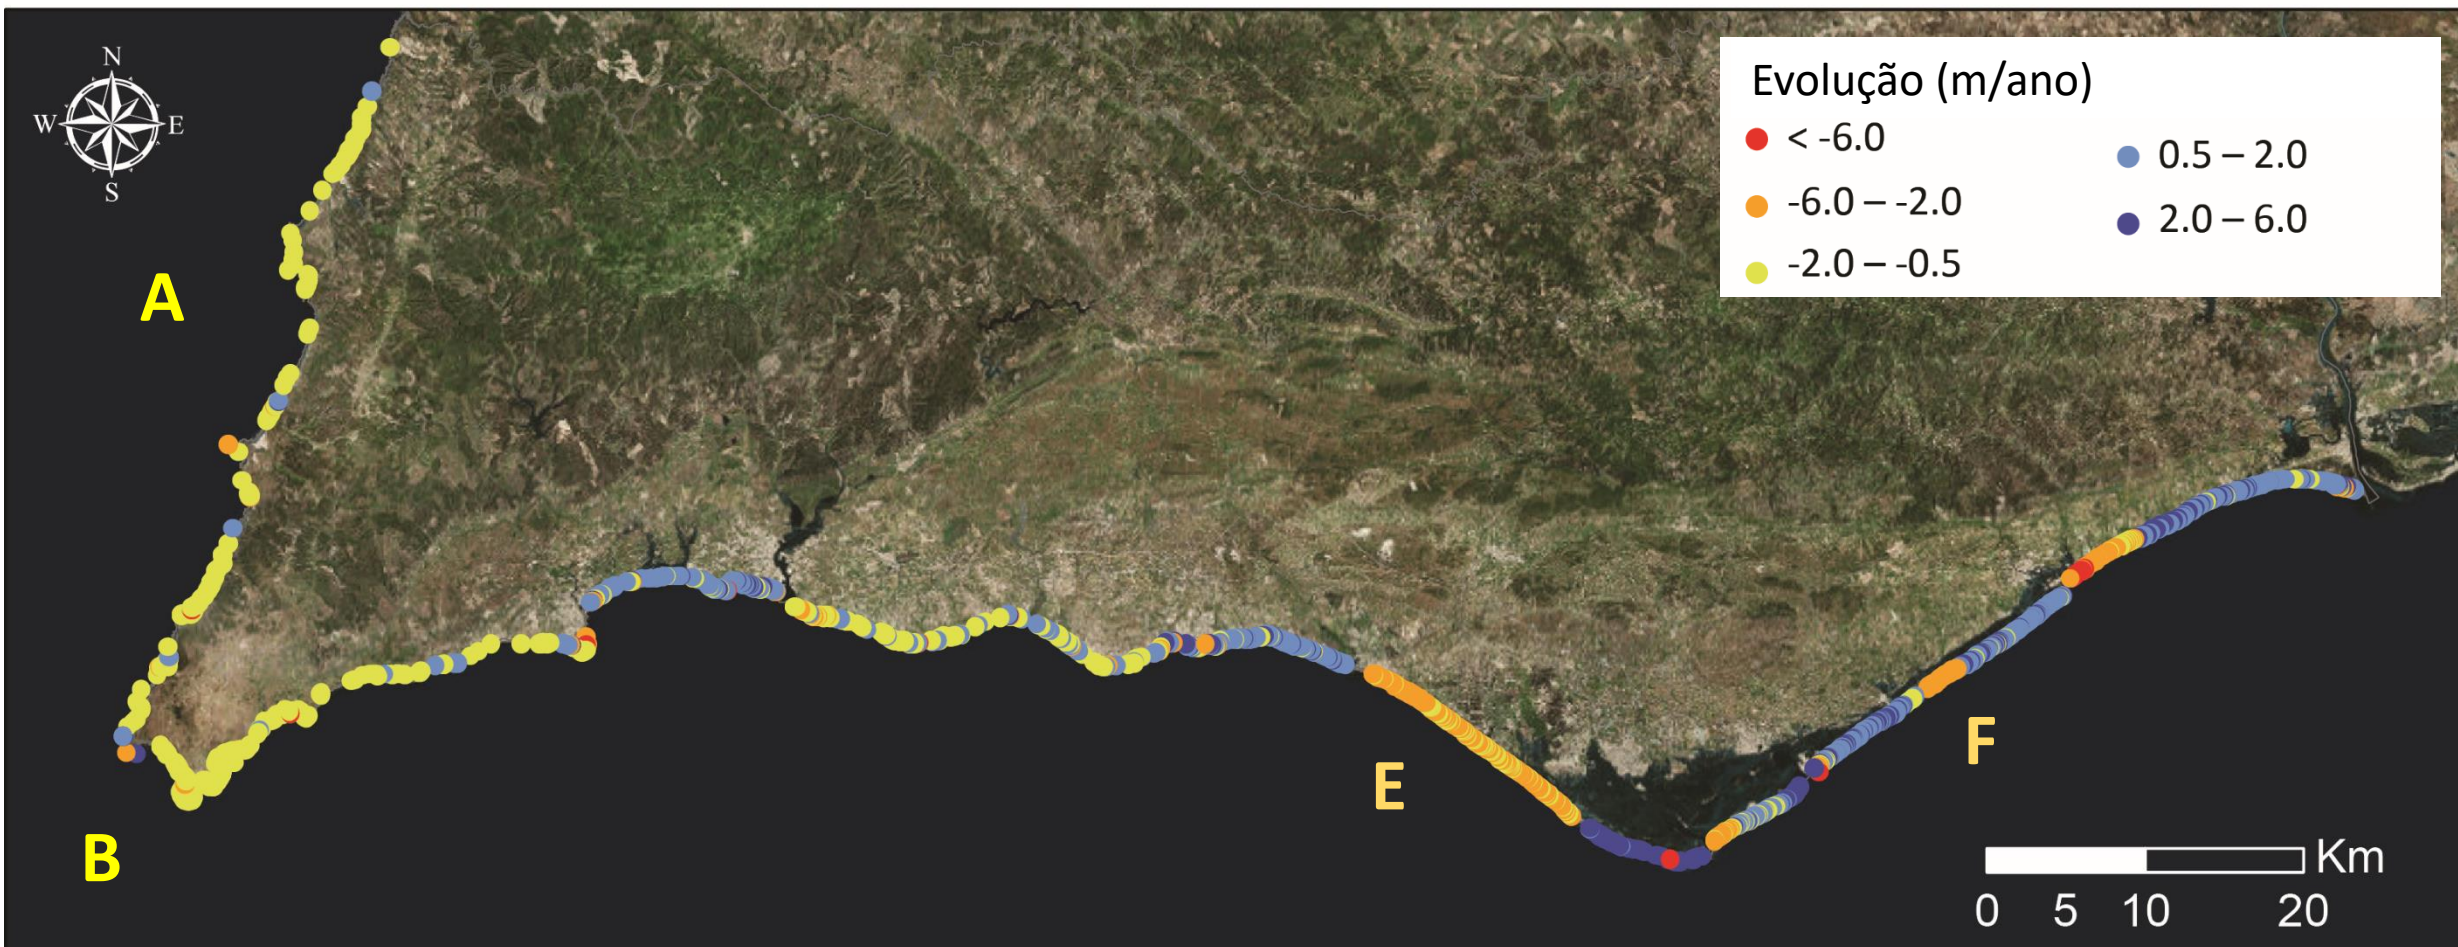 N
W E
S
Evolução (m/ano)
< -6.0
-6.0 – -2.0
-2.0 – -0.5
0.5 – 2.0
2.0 – 6.0
A
B
E
F
Km
0 5 10 20